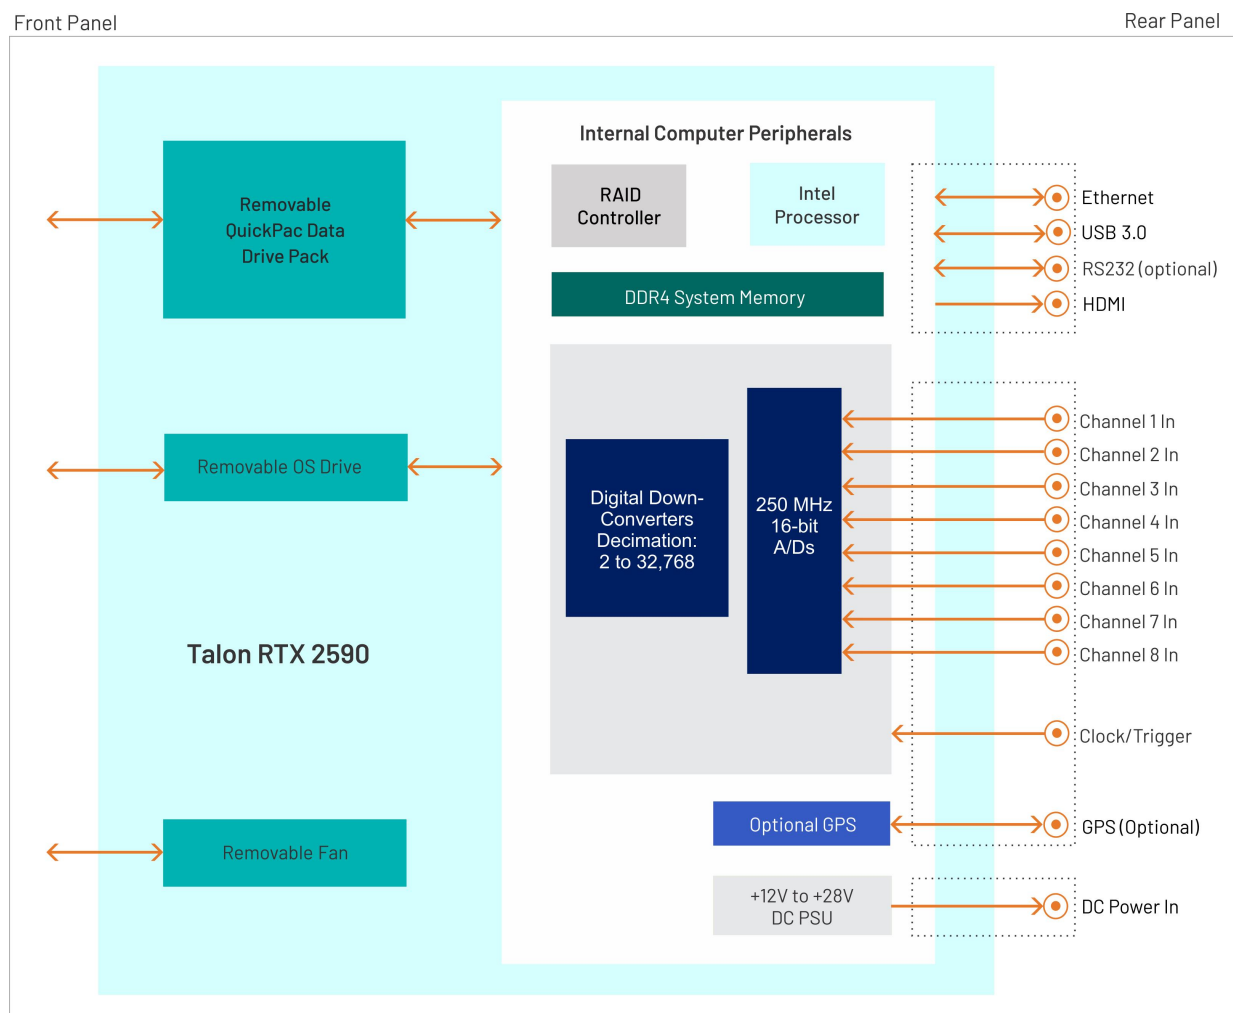 Front Panel
Rear Panel
Internal Computer Peripherals
Removable
QuickPac Data
Drive Pack
RAID
Controller
Intel
Processor
DDR4 System Memory
Ethernet
USB 3.0
RS232 (optional)
HDMI
Removable OS Drive
Digital Down-
Converters
Decimation:
2 to 32,768
250 MHz
16-bit
A/Ds
Channel 1 In
Channel 2 In
Channel 3 In
Channel 4 In
Channel 5 In
Channel 6 In
Channel 7 In
Channel 8 In
Talon RTX 2590
Clock/Trigger
Optional GPS
GPS (Optional)
Removable Fan
+12V to +28V
DC PSU
DC Power In